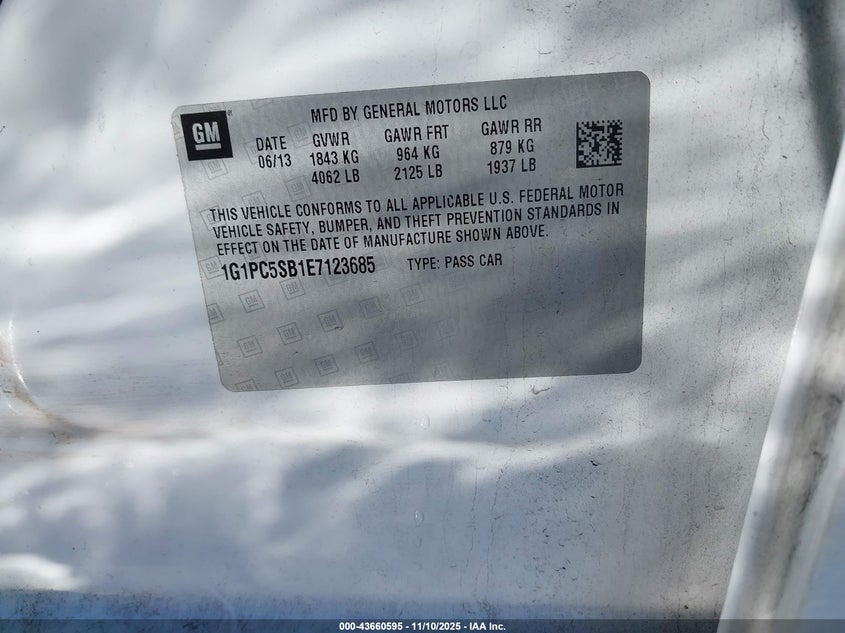 MFD BY GENERAL MOTORS LLC
GM
DATE GVWR GAWR FRT GAWR RR
06/13 1843 KG 964 KG 879 KG
4062 LB 2125 LB 1937 LB
THIS VEHICLE CONFORMS TO ALL APPLICABLE U.S. FEDERAL MOTOR
VEHICLE SAFETY, BUMPER, AND THEFT PREVENTION STANDARDS IN
EFFECT ON THE DATE OF MANUFACTURE SHOWN ABOVE.
1G1PC5SB1E7123685 TYPE: PASS CAR
000-43660595 - 11/10/2025 - IAA Inc.